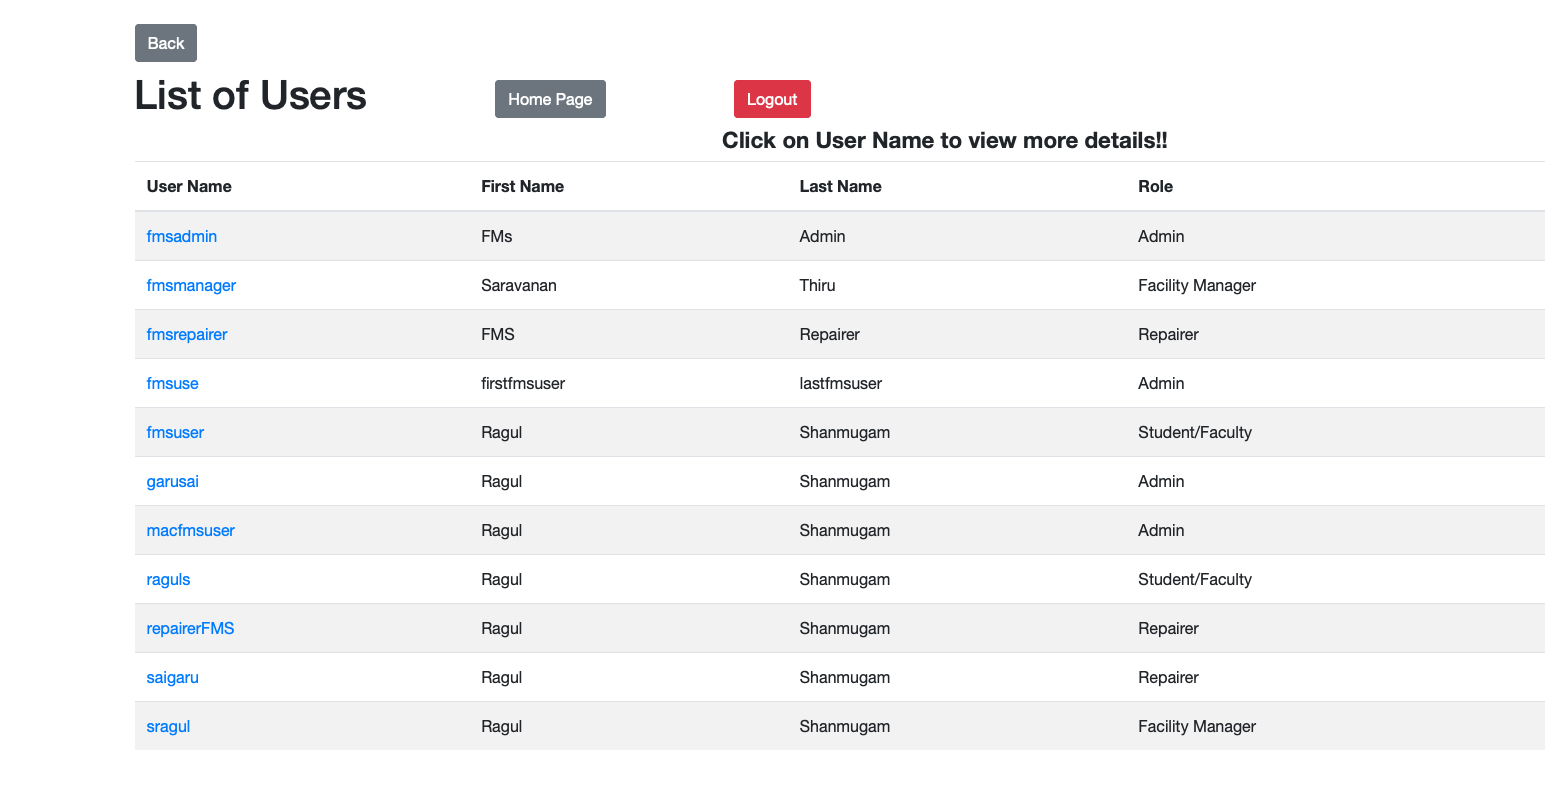 Back
List of Users Home Page Logout
Click on User Name to view more details!!
User Name First Name Last Name Role
fmsadmin FMs Admin Admin
fmsmanager Saravanan Thiru Facility Manager
fmsrepairer FMS Repairer Repairer
fmsuse firstfmsuser lastfmsuser Admin
fmsuser Ragul Shanmugam Student/Faculty
garusai Ragul Shanmugam Admin
macfmsuser Ragul Shanmugam Admin
raguls Ragul Shanmugam Student/Faculty
repairerFMS Ragul Shanmugam Repairer
saigaru Ragul Shanmugam Repairer
sragul Ragul Shanmugam Facility Manager